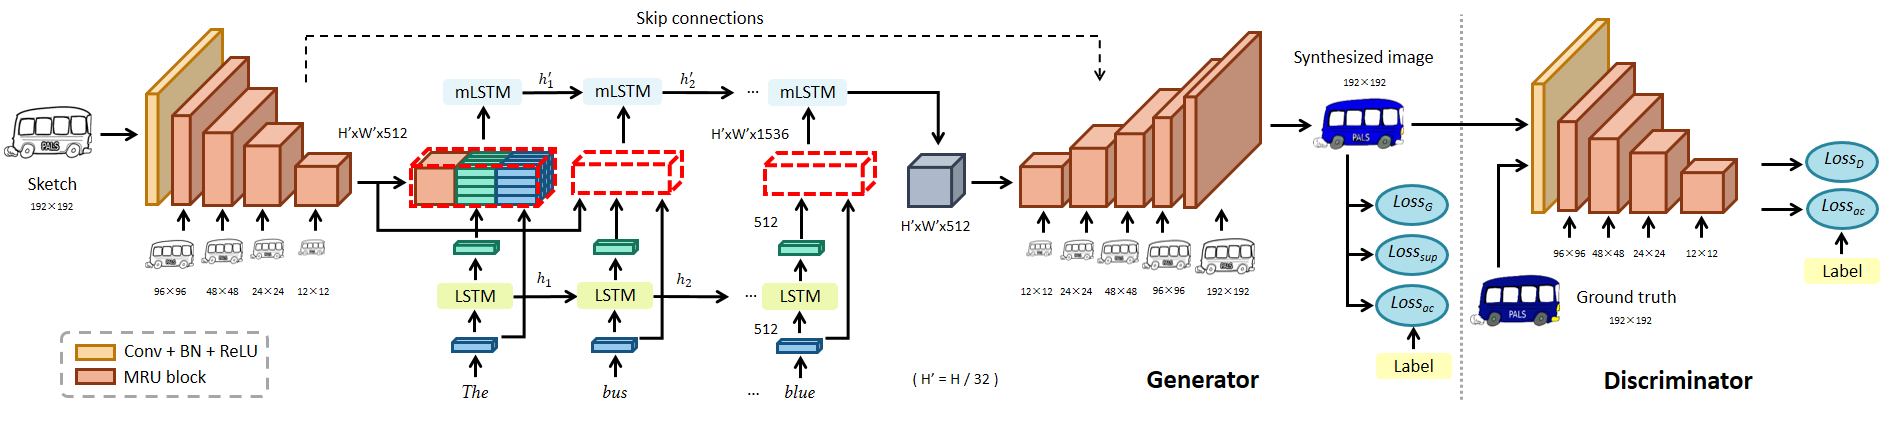 Skip connections
Synthesized image
192×192
Sketch
192×192
PALS
96×96
48×48
24×24
12×12
Conv + BN + ReLU
MRU block
H'xW'x512
mLSTM
h′₁
mLSTM
h′₂
...
mLSTM
H'xW'x1536
512
LSTM
h₁
LSTM
h₂
...
LSTM
512
The
bus
...
blue
H'xW'x512
( H' = H / 32 )
12×12
24×24
48×48
96×96
192×192
Generator
PALS
Loss_G
Loss_sup
Loss_ac
Label
PALS
Ground truth
192×192
96×96
48×48
24×24
12×12
Loss_D
Loss_ac
Label
Discriminator